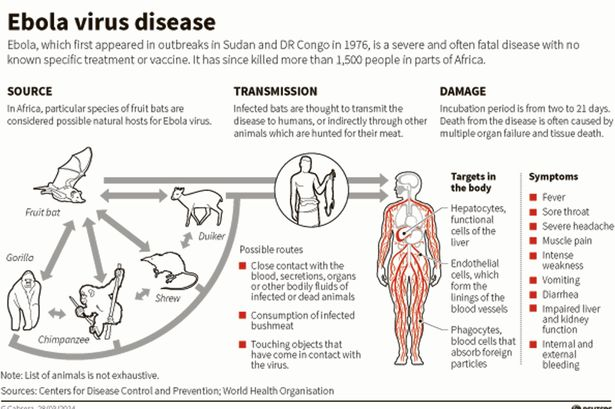 Ebola virus disease
Ebola, which first appeared in outbreaks in Sudan and DR Congo in 1976, is a severe and often fatal disease with no
known specific treatment or vaccine. It has since killed more than 1,500 people in parts of Africa.
SOURCE
In Africa, particular species of fruit bats are
considered possible natural hosts for Ebola virus.
TRANSMISSION
Infected bats are thought to transmit the
disease to humans, or indirectly through other
animals which are hunted for their meat.
DAMAGE
Incubation period is from two to 21 days.
Death from the disease is often caused by
multiple organ failure and tissue death.
Fruit bat
Duiker
Gorilla
Shrew
Chimpanzee
Possible routes
Close contact with the
blood, secretions, organs
or other bodily fluids of
infected or dead animals
Consumption of infected
bushmeat
Touching objects that
have come in contact with
the virus.
Targets in
the body
Hepatocytes,
functional
cells of the
liver
Endothelial
cells, which
form the
linings of the
blood vessels
Phagocytes,
blood cells that
absorb foreign
particles
Symptoms
Fever
Sore throat
Severe headache
Muscle pain
Intense
weakness
Vomiting
Diarrhea
Impaired liver
and kidney
function
Internal and
external
bleeding
Note: List of animals is not exhaustive.
Sources: Centers for Disease Control and Prevention; World Health Organisation